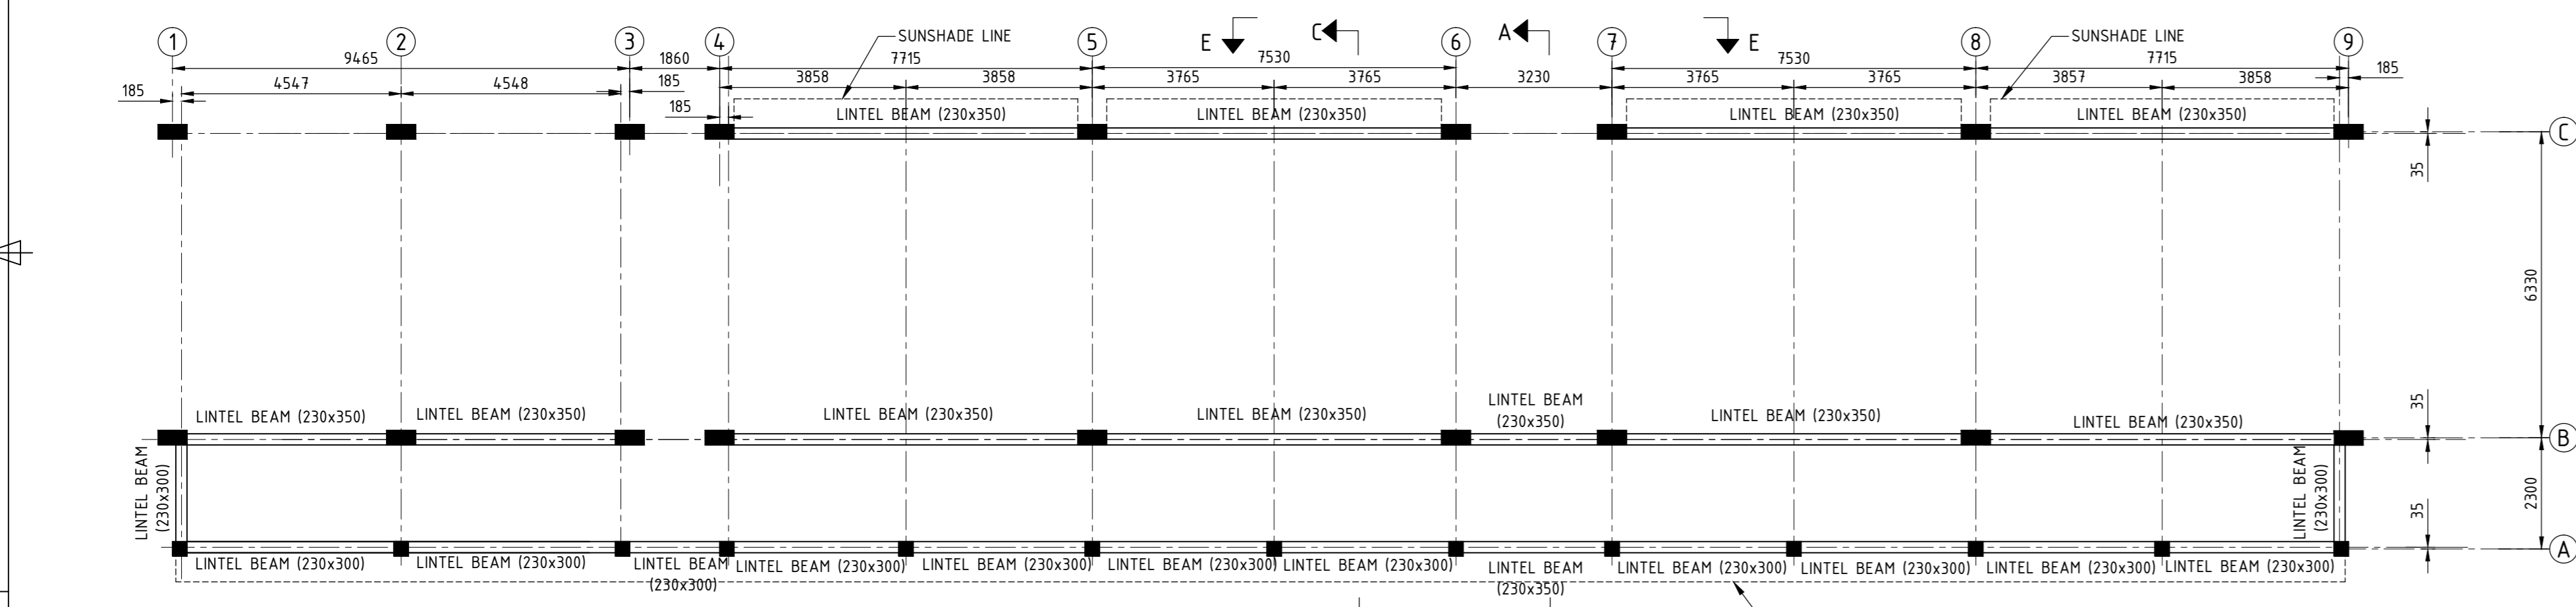 1 2 3 4 5 E C 6 A 7 E 8 9
SUNSHADE LINE SUNSHADE LINE
9465 1860 7715 7530 7530 7715
4547 4548 3858 3858 3765 3765 3230 3765 3765 3857 3858
185 185 185 185
LINTEL BEAM (230x350) LINTEL BEAM (230x350) LINTEL BEAM (230x350) LINTEL BEAM (230x350)
C
35
6330
35
LINTEL BEAM (230x350) LINTEL BEAM (230x350) LINTEL BEAM (230x350) LINTEL BEAM (230x350) LINTEL BEAM
(230x350)
LINTEL BEAM (230x350) LINTEL BEAM (230x350)
B
LINTEL BEAM
(230x300)
LINTEL BEAM
(230x300)
2300
35
A
LINTEL BEAM (230x300) LINTEL BEAM (230x300) LINTEL BEAM
(230x300)
LINTEL BEAM (230x300) LINTEL BEAM (230x300) LINTEL BEAM (230x300) LINTEL BEAM (230x300) LINTEL BEAM
(230x350)
LINTEL BEAM (230x300) LINTEL BEAM (230x300) LINTEL BEAM (230x300) LINTEL BEAM (230x300)